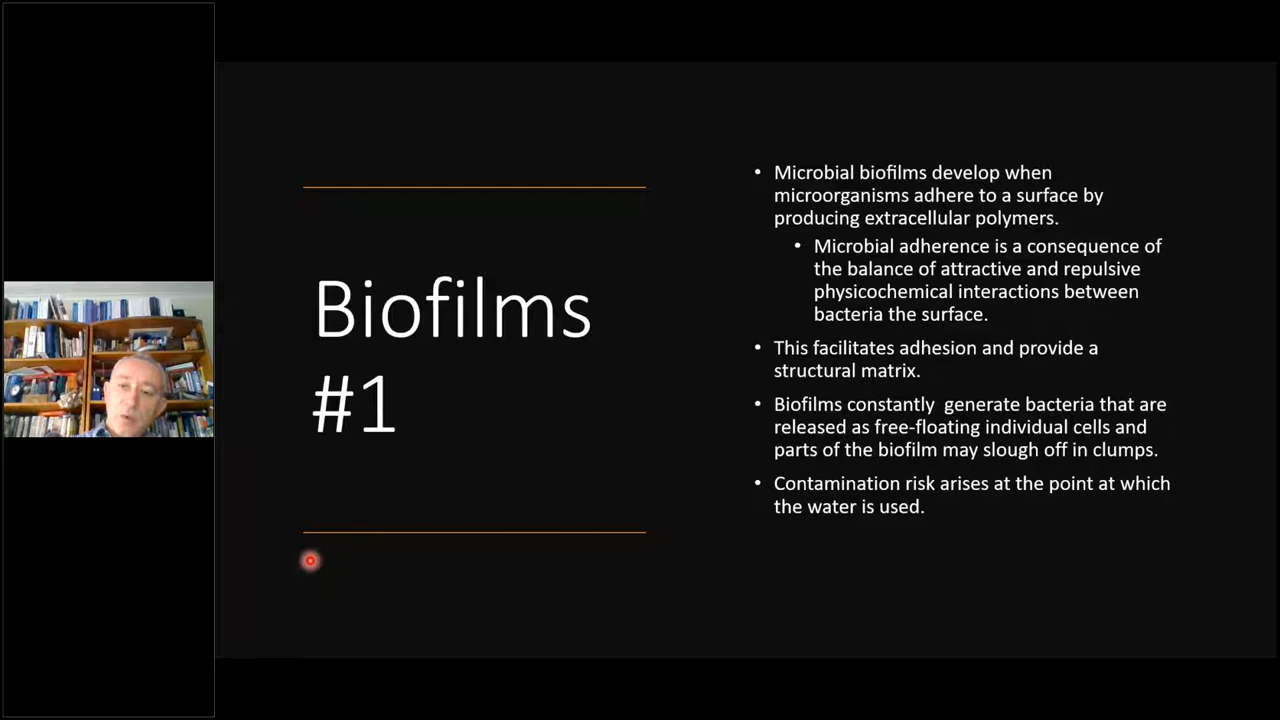 Biofilms
#1
• Microbial biofilms develop when
microorganisms adhere to a surface by
producing extracellular polymers.
• Microbial adherence is a consequence of
the balance of attractive and repulsive
physicochemical interactions between
bacteria the surface.
• This facilitates adhesion and provide a
structural matrix.
• Biofilms constantly  generate bacteria that are
released as free-floating individual cells and
parts of the biofilm may slough off in clumps.
• Contamination risk arises at the point at which
the water is used.